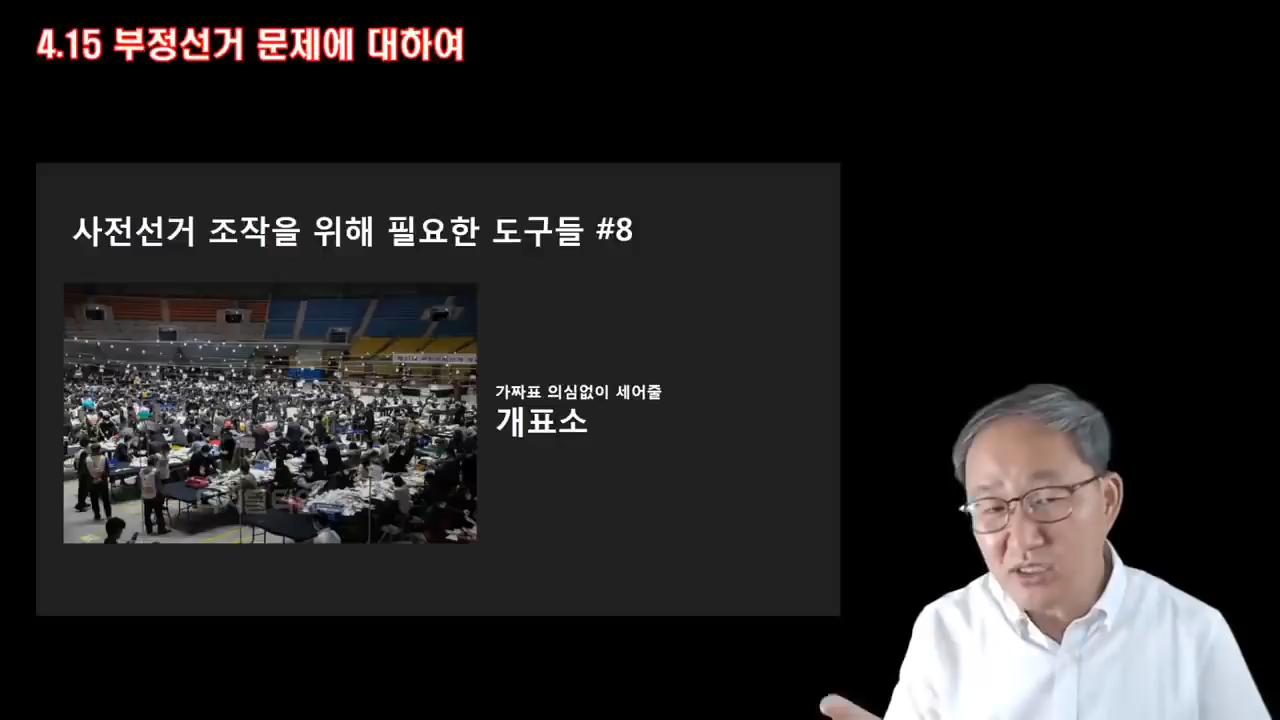 4.15 부정선거 문제에 대하여
사전선거 조작을 위해 필요한 도구들 #8
가짜표 의심없이 세어줄
개표소